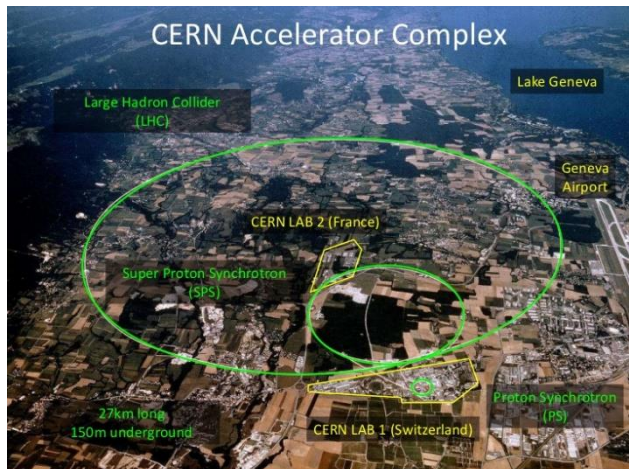 CERN Accelerator Complex
Lake Geneva
Large Hadron Collider
(LHC)
Geneva
Airport
CERN LAB 2 (France)
Super Proton Synchrotron
(SPS)
27km long
150m underground
Proton Synchrotron
(PS)
CERN LAB 1 (Switzerland)